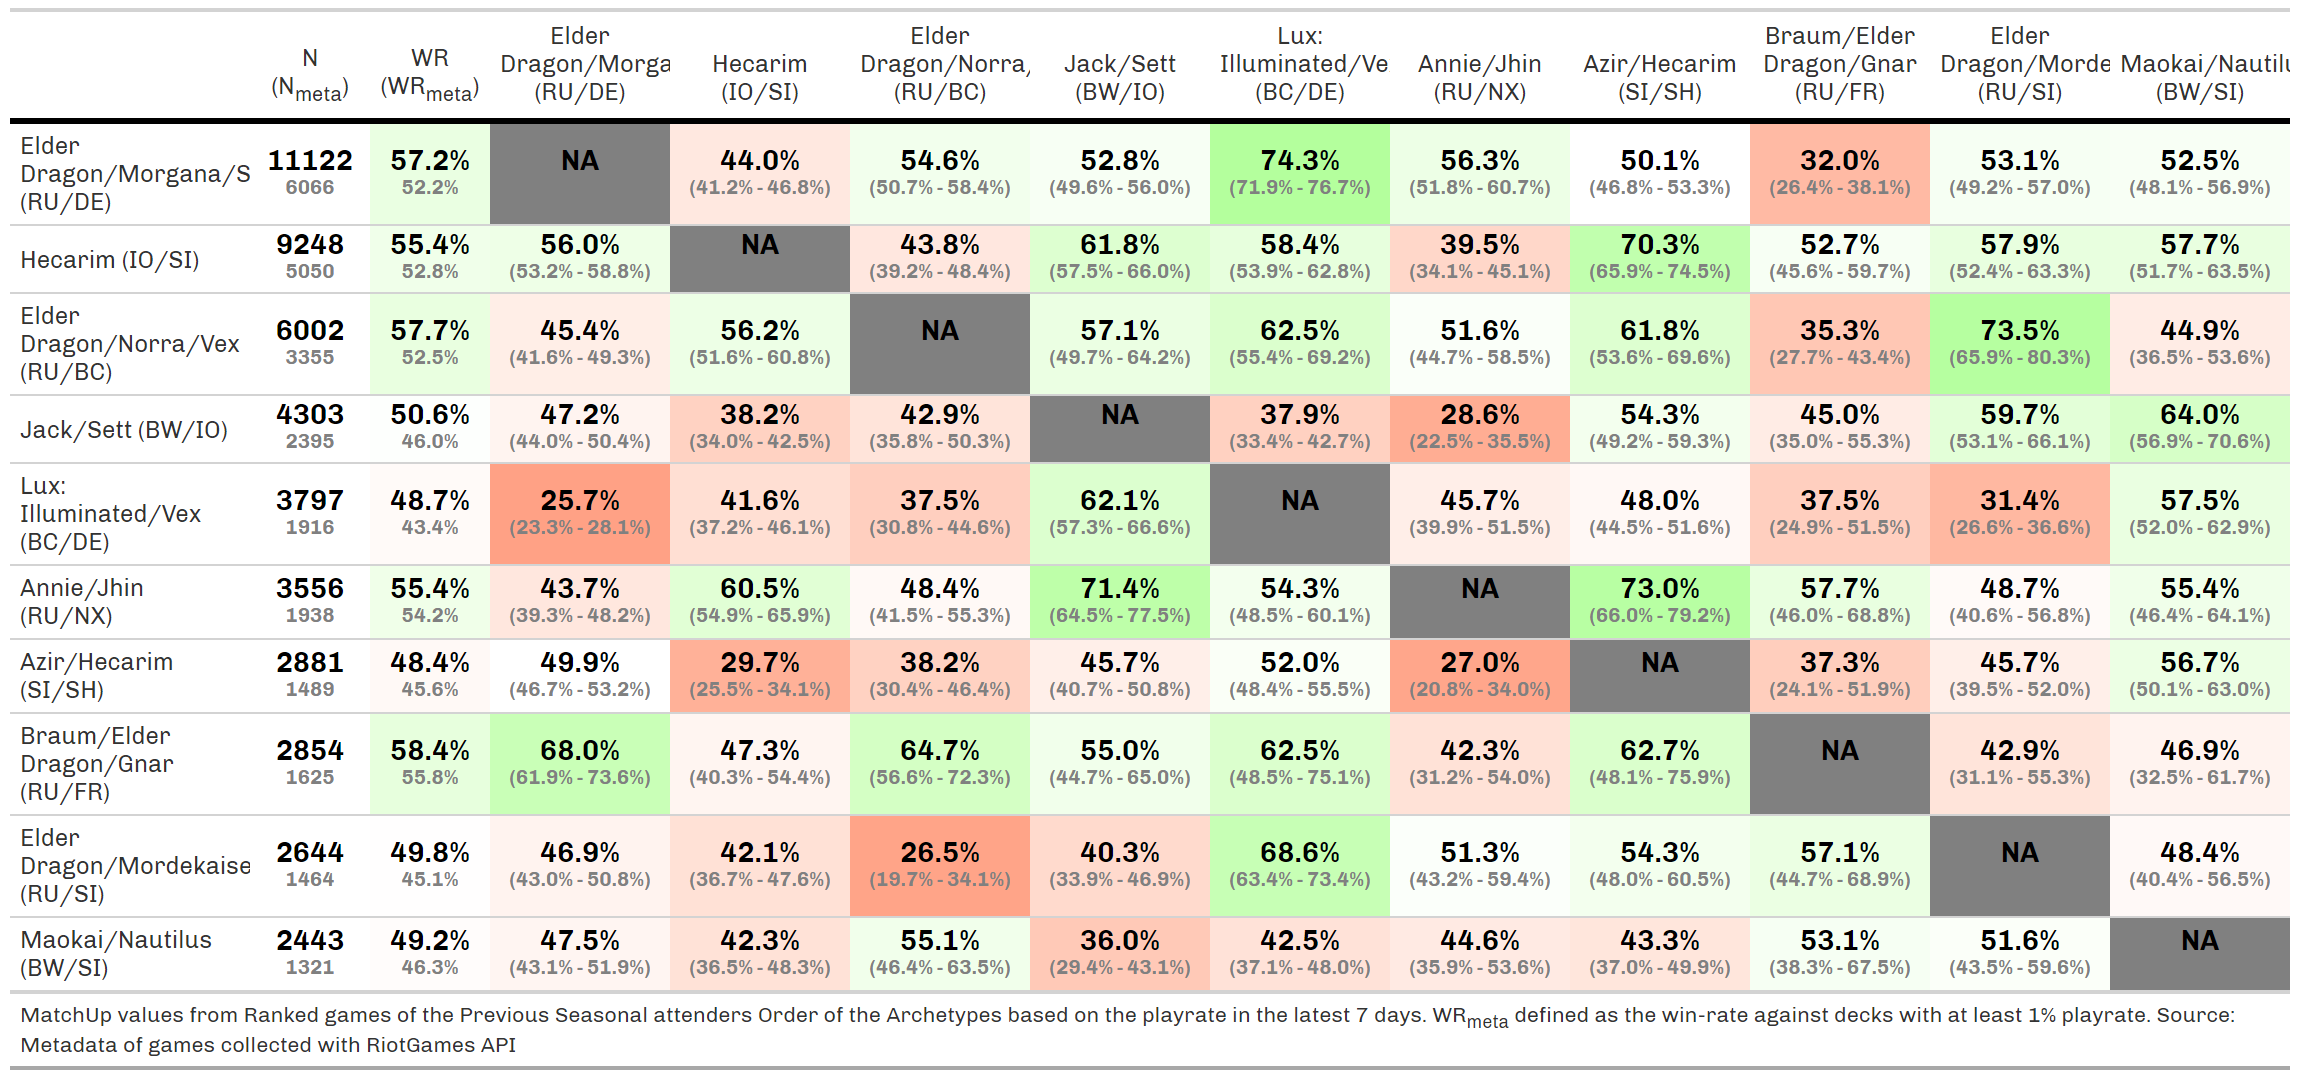 N (Nmeta) WR (WRmeta) Elder Dragon/Morga (RU/DE) Hecarim (IO/SI) Elder Dragon/Norra/ (RU/BC) Jack/Sett (BW/IO) Lux: Illuminated/Ve (BC/DE) Annie/Jhin (RU/NX) Azir/Hecarim (SI/SH) Braum/Elder Dragon/Gnar (RU/FR) Elder Dragon/Morde (RU/SI) Maokai/Nautilu (BW/SI)
Elder
Dragon/Morgana/S
(RU/DE)
11122 57.2% NA 44.0% 54.6% 52.8% 74.3% 56.3% 50.1% 32.0% 53.1% 52.5%
6066 52.2% (41.2% - 46.8%) (50.7% - 58.4%) (49.6% - 56.0%) (71.9% - 76.7%) (51.8% - 60.7%) (46.8% - 53.3%) (26.4% - 38.1%) (49.2% - 57.0%) (48.1% - 56.9%)
Hecarim (IO/SI)
9248 55.4% 56.0% NA 43.8% 61.8% 58.4% 39.5% 70.3% 52.7% 57.9% 57.7%
5050 52.8% (53.2% - 58.8%) (39.2% - 48.4%) (57.5% - 66.0%) (53.9% - 62.8%) (34.1% - 45.1%) (65.9% - 74.5%) (45.6% - 59.7%) (52.4% - 63.3%) (51.7% - 63.5%)
Elder
Dragon/Norra/Vex
(RU/BC)
6002 57.7% 45.4% 56.2% NA 57.1% 62.5% 51.6% 61.8% 35.3% 73.5% 44.9%
3355 52.5% (41.6% - 49.3%) (51.6% - 60.8%) (49.7% - 64.2%) (55.4% - 69.2%) (44.7% - 58.5%) (53.6% - 69.6%) (27.7% - 43.4%) (65.9% - 80.3%) (36.5% - 53.6%)
Jack/Sett (BW/IO)
4303 50.6% 47.2% 38.2% 42.9% NA 37.9% 28.6% 54.3% 45.0% 59.7% 64.0%
2395 46.0% (44.0% - 50.4%) (34.0% - 42.5%) (35.8% - 50.3%) (33.4% - 42.7%) (22.5% - 35.5%) (49.2% - 59.3%) (35.0% - 55.3%) (53.1% - 66.1%) (56.9% - 70.6%)
Lux:
Illuminated/Vex
(BC/DE)
3797 48.7% 25.7% 41.6% 37.5% 62.1% NA 45.7% 48.0% 37.5% 31.4% 57.5%
1916 43.4% (23.3% - 28.1%) (37.2% - 46.1%) (30.8% - 44.6%) (57.3% - 66.6%) (39.9% - 51.5%) (44.5% - 51.6%) (24.9% - 51.5%) (26.6% - 36.6%) (52.0% - 62.9%)
Annie/Jhin
(RU/NX)
3556 55.4% 43.7% 60.5% 48.4% 71.4% 54.3% NA 73.0% 57.7% 48.7% 55.4%
1938 54.2% (39.3% - 48.2%) (54.9% - 65.9%) (41.5% - 55.3%) (64.5% - 77.5%) (48.5% - 60.1%) (66.0% - 79.2%) (46.0% - 68.8%) (40.6% - 56.8%) (46.4% - 64.1%)
Azir/Hecarim
(SI/SH)
2881 48.4% 49.9% 29.7% 38.2% 45.7% 52.0% 27.0% NA 37.3% 45.7% 56.7%
1489 45.6% (46.7% - 53.2%) (25.5% - 34.1%) (30.4% - 46.4%) (40.7% - 50.8%) (48.4% - 55.5%) (20.8% - 34.0%) (24.1% - 51.9%) (39.5% - 52.0%) (50.1% - 63.0%)
Braum/Elder
Dragon/Gnar
(RU/FR)
2854 58.4% 68.0% 47.3% 64.7% 55.0% 62.5% 42.3% 62.7% NA 42.9% 46.9%
1625 55.8% (61.9% - 73.6%) (40.3% - 54.4%) (56.6% - 72.3%) (44.7% - 65.0%) (48.5% - 75.1%) (31.2% - 54.0%) (48.1% - 75.9%) (31.1% - 55.3%) (32.5% - 61.7%)
Elder
Dragon/Mordekaise
(RU/SI)
2644 49.8% 46.9% 42.1% 26.5% 40.3% 68.6% 51.3% 54.3% 57.1% NA 48.4%
1464 45.1% (43.0% - 50.8%) (36.7% - 47.6%) (19.7% - 34.1%) (33.9% - 46.9%) (63.4% - 73.4%) (43.2% - 59.4%) (48.0% - 60.5%) (44.7% - 68.9%) (40.4% - 56.5%)
Maokai/Nautilus
(BW/SI)
2443 49.2% 47.5% 42.3% 55.1% 36.0% 42.5% 44.6% 43.3% 53.1% 51.6% NA
1321 46.3% (43.1% - 51.9%) (36.5% - 48.3%) (46.4% - 63.5%) (29.4% - 43.1%) (37.1% - 48.0%) (35.9% - 53.6%) (37.0% - 49.9%) (38.3% - 67.5%) (43.5% - 59.6%)
MatchUp values from Ranked games of the Previous Seasonal attenders Order of the Archetypes based on the playrate in the latest 7 days. WRmeta defined as the win-rate against decks with at least 1% playrate. Source:
Metadata of games collected with RiotGames API